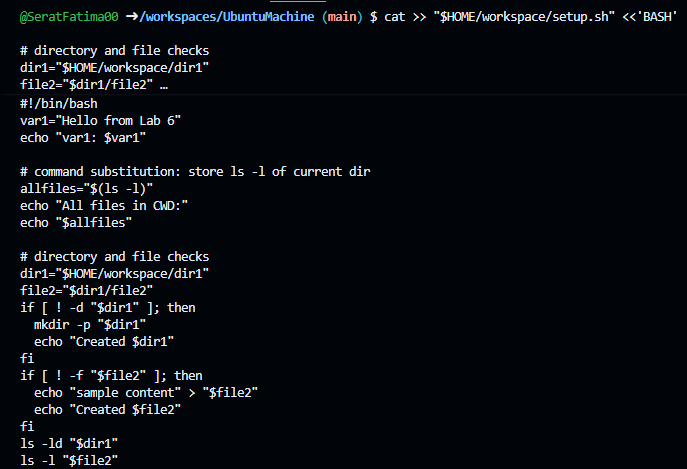 @SeratFatima00 ➜/workspaces/UbuntuMachine (main) $ cat >> "$HOME/workspace/setup.sh" <<'BASH'

# directory and file checks
dir1="$HOME/workspace/dir1"
file2="$dir1/file2" …
#!/bin/bash
var1="Hello from Lab 6"
echo "var1: $var1"

# command substitution: store ls -l of current dir
allfiles="$(ls -l)"
echo "All files in CWD:"
echo "$allfiles"

# directory and file checks
dir1="$HOME/workspace/dir1"
file2="$dir1/file2"
if [ ! -d "$dir1" ]; then
  mkdir -p "$dir1"
  echo "Created $dir1"
fi
if [ ! -f "$file2" ]; then
  echo "sample content" > "$file2"
  echo "Created $file2"
fi
ls -ld "$dir1"
ls -l "$file2"